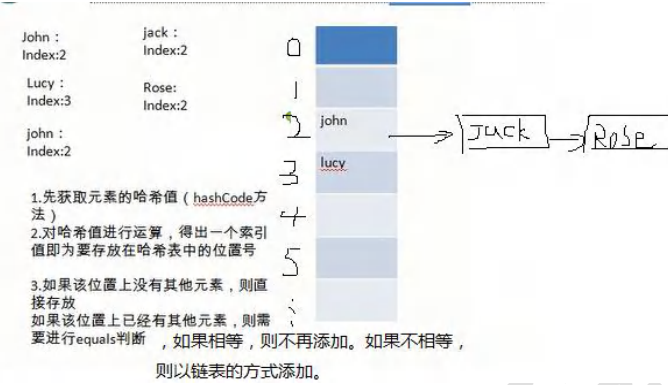 John：
Index:2
jack：
Index:2
Lucy：
Index:3
Rose:
Index:2
john：
Index:2
0
1
2
john
Jack
Rose
3
lucy
4
5
1.先获取元素的哈希值（hashCode方
法）
2.对哈希值进行运算，得出一个索引
值即为要存放在哈希表中的位置号
3.如果该位置上没有其他元素，则直
接存放
如果该位置上已经有其他元素，则需
要进行equals判断 ，如果相等，则不再添加。如果不相等，
则以链表的方式添加。